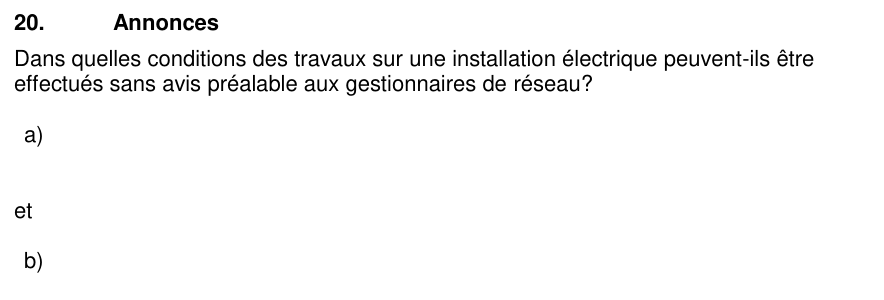 20. Annonces
Dans quelles conditions des travaux sur une installation électrique peuvent-ils être
effectués sans avis préalable aux gestionnaires de réseau?
a)
et
b)